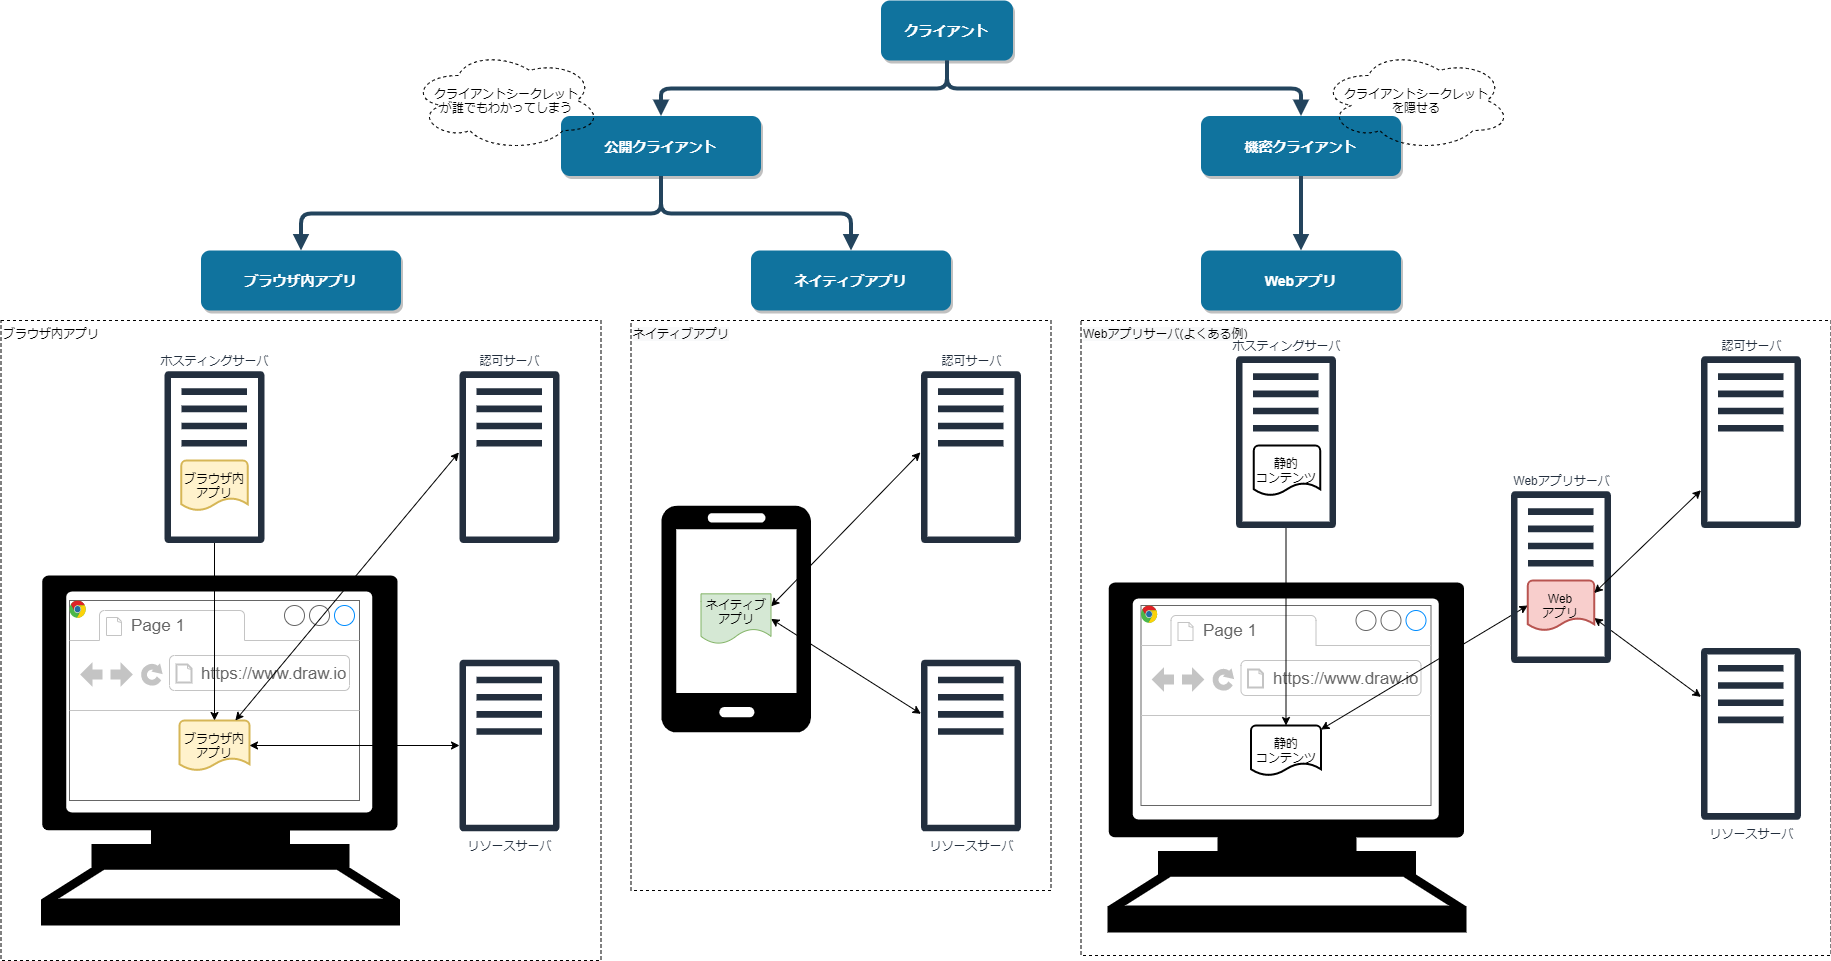 クライアント
クライアントシークレット
が誰でもわかってしまう
クライアントシークレット
を隠せる
公開クライアント
機密クライアント
ブラウザ内アプリ
ネイティブアプリ
Webアプリ
ブラウザ内アプリ
ホスティングサーバ
認可サーバ
ブラウザ内
アプリ
Page 1
https://www.draw.io
ブラウザ内
アプリ
リソースサーバ
ネイティブアプリ
認可サーバ
ネイティブ
アプリ
リソースサーバ
Webアプリサーバ(よくある例)
ホスティングサーバ
認可サーバ
静的
コンテンツ
Webアプリサーバ
Web
アプリ
Page 1
https://www.draw.io
静的
コンテンツ
リソースサーバ